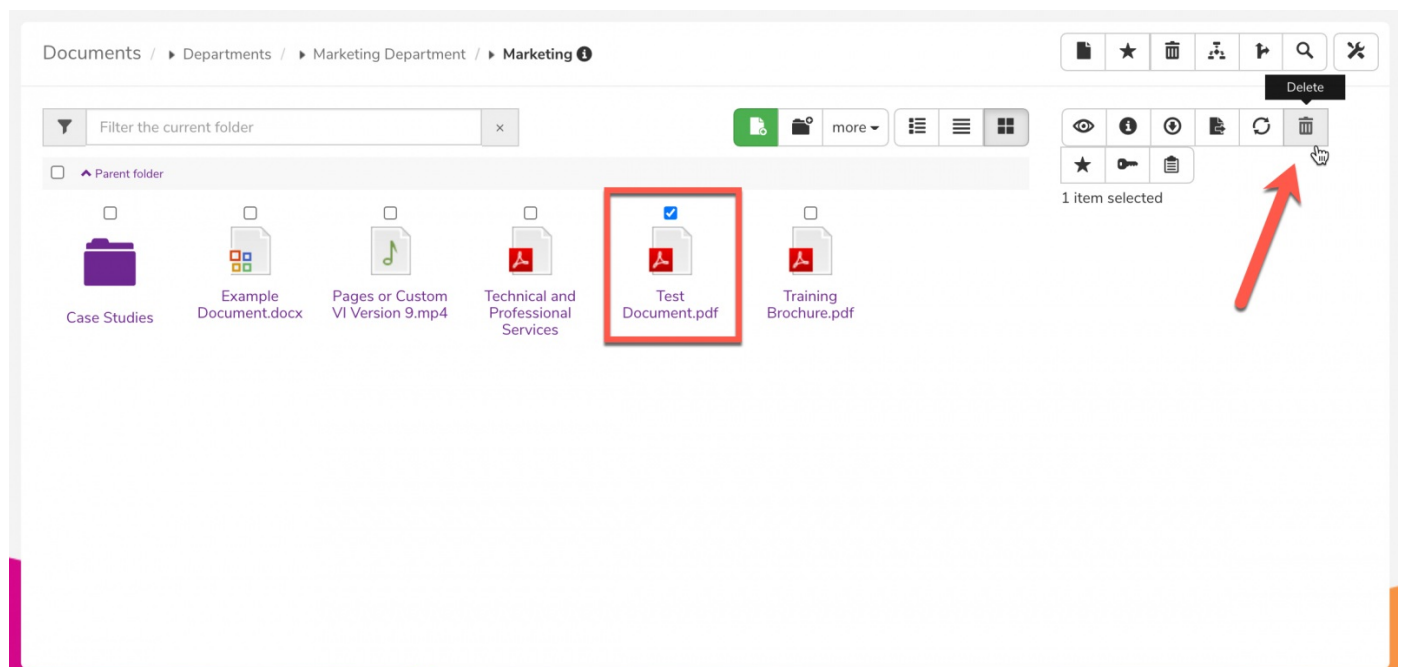 Documents / Departments / Marketing Department / Marketing
Delete
Filter the current folder
more
Parent folder
1 item selected
Case Studies
Example
Document.docx
Pages or Custom
VI Version 9.mp4
Technical and
Professional
Services
Test
Document.pdf
Training
Brochure.pdf